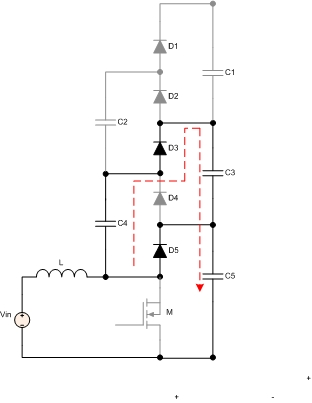 D1
C1
D2
C2
D3
C3
D4
C4
D5
L
C5
Vin
+
-
M
+
+
-